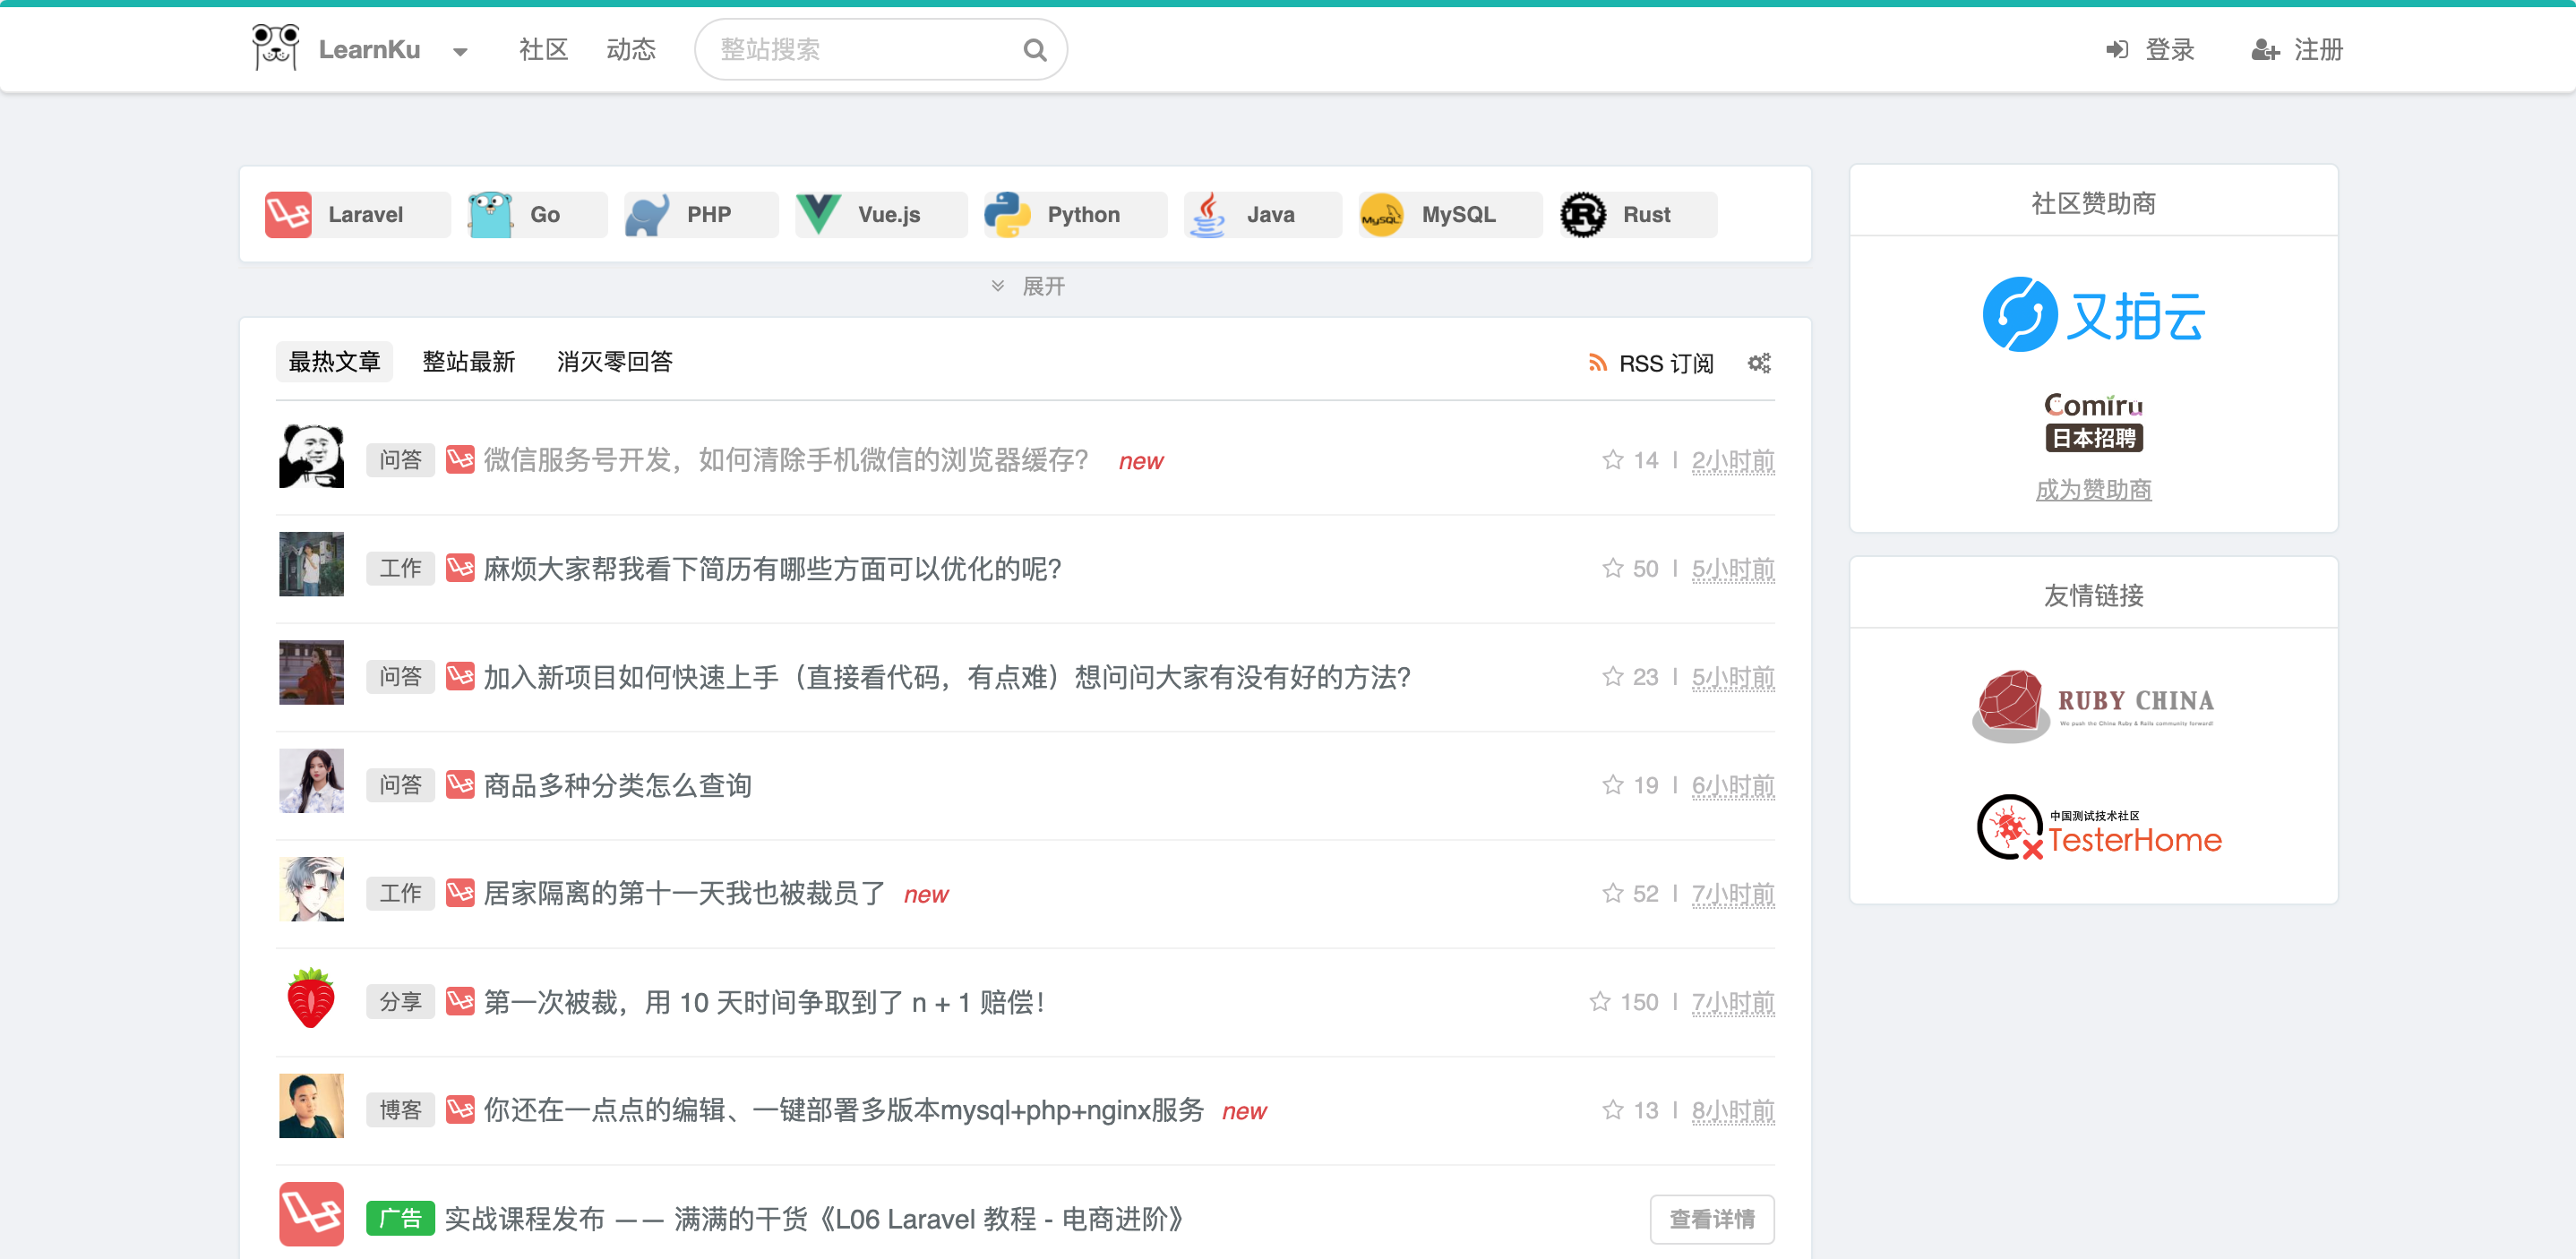 LearnKu 社区 动态 整站搜索 登录 注册
Laravel Go PHP Vue.js Python Java MySQL Rust
展开
最热文章 整站最新 消灭零回答 RSS 订阅
问答 微信服务号开发，如何清除手机微信的浏览器缓存？ new 14 | 2小时前
工作 麻烦大家帮我看下简历有哪些方面可以优化的呢？ 50 | 5小时前
问答 加入新项目如何快速上手（直接看代码，有点难）想问问大家有没有好的方法？ 23 | 5小时前
问答 商品多种分类怎么查询 19 | 6小时前
工作 居家隔离的第十一天我也被裁员了 new 52 | 7小时前
分享 第一次被裁，用 10 天时间争取到了 n + 1 赔偿！ 150 | 7小时前
博客 你还在一点点的编辑、一键部署多版本mysql+php+nginx服务 new 13 | 8小时前
广告 实战课程发布 —— 满满的干货《L06 Laravel 教程 - 电商进阶》 查看详情
社区赞助商
又拍云
Comiru
日本招聘
成为赞助商
友情链接
RUBY CHINA
We push the China Ruby & Rails community forward!
中国测试技术社区
TesterHome